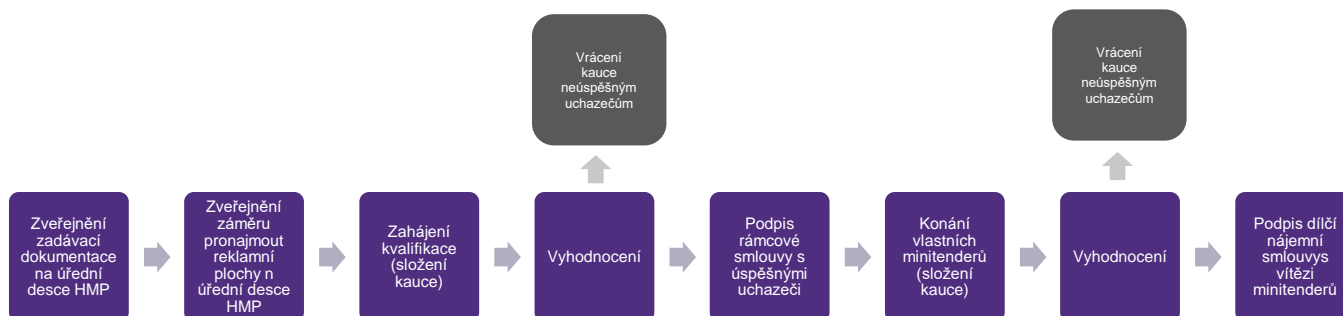 Vrácení
kauce
neúspěšným
uchazečům
Vrácení
kauce
neúspěšným
uchazečům
Zveřejnění
zadávací
dokumentace
na úřední
desce HMP
Zveřejnění
záměru
pronajmout
reklamní
plochy n
úřední desce
HMP
Zahájení
kvalifikace
(složení
kauce)
Vyhodnocení
Podpis
rámcové
smlouvy s
úspěšnými
uchazeči
Konání
vlastních
minitenderů
(složení
kauce)
Vyhodnocení
Podpis dílčí
nájemní
smlouvys
vítězi
minitenderů